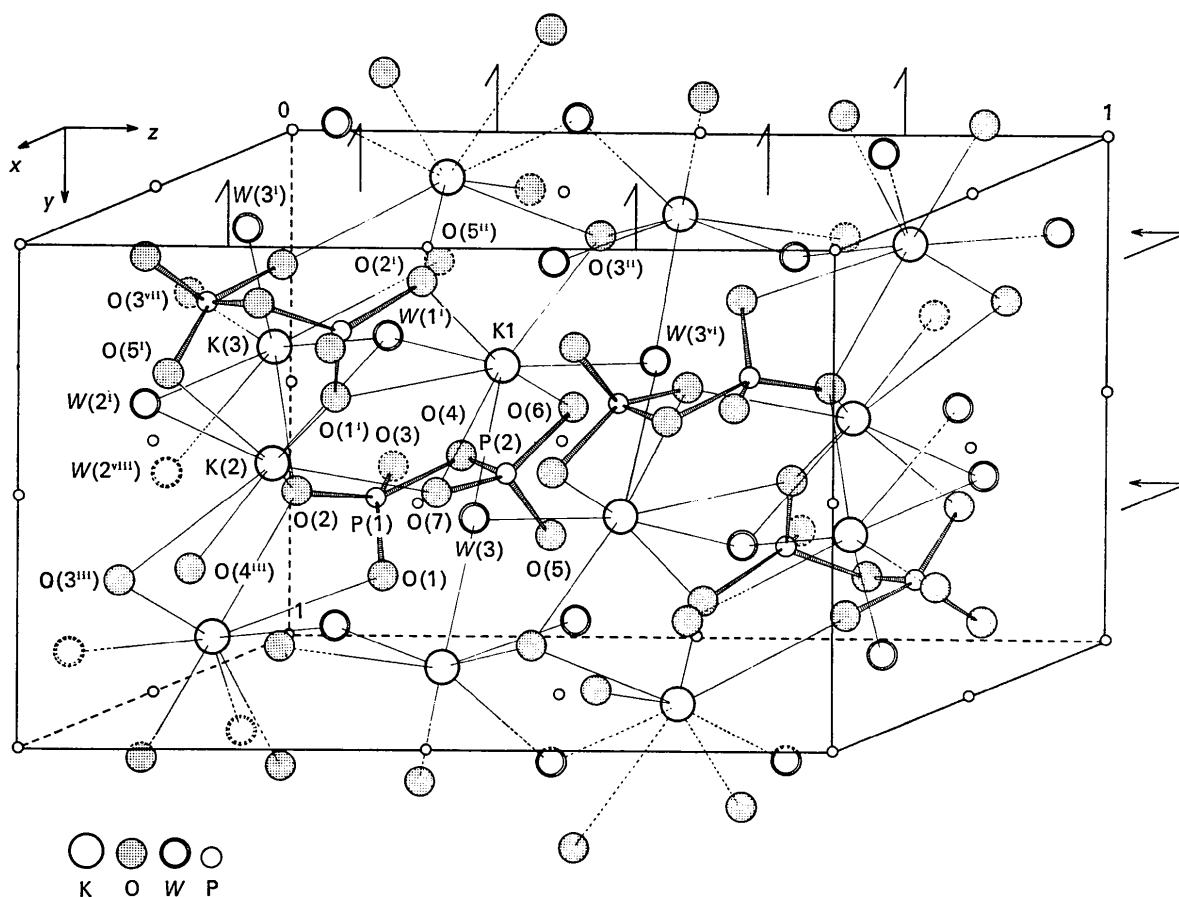 0
1
z
x
y
W(3ⁱ)
O(5ⁱⁱ)
O(2ⁱ)
O(3ⁱⁱ)
O(3ᵛⁱⁱ)
W(1ⁱ)
K1
W(3ᵛⁱ)
K(3)
O(5ⁱ)
W(2ⁱ)
O(4)
O(6)
O(1ⁱ)
O(3)
P(2)
W(2ᵛⁱⁱⁱ)
K(2)
O(2)
P(1)
O(7)
W(3)
O(5)
O(3ⁱⁱⁱ)
O(4ⁱⁱⁱ)
O(1)
1
K O W P